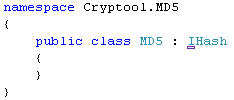 namespace Cryptool.MD5
{
    public class MD5 : IHash
    {
    }
}